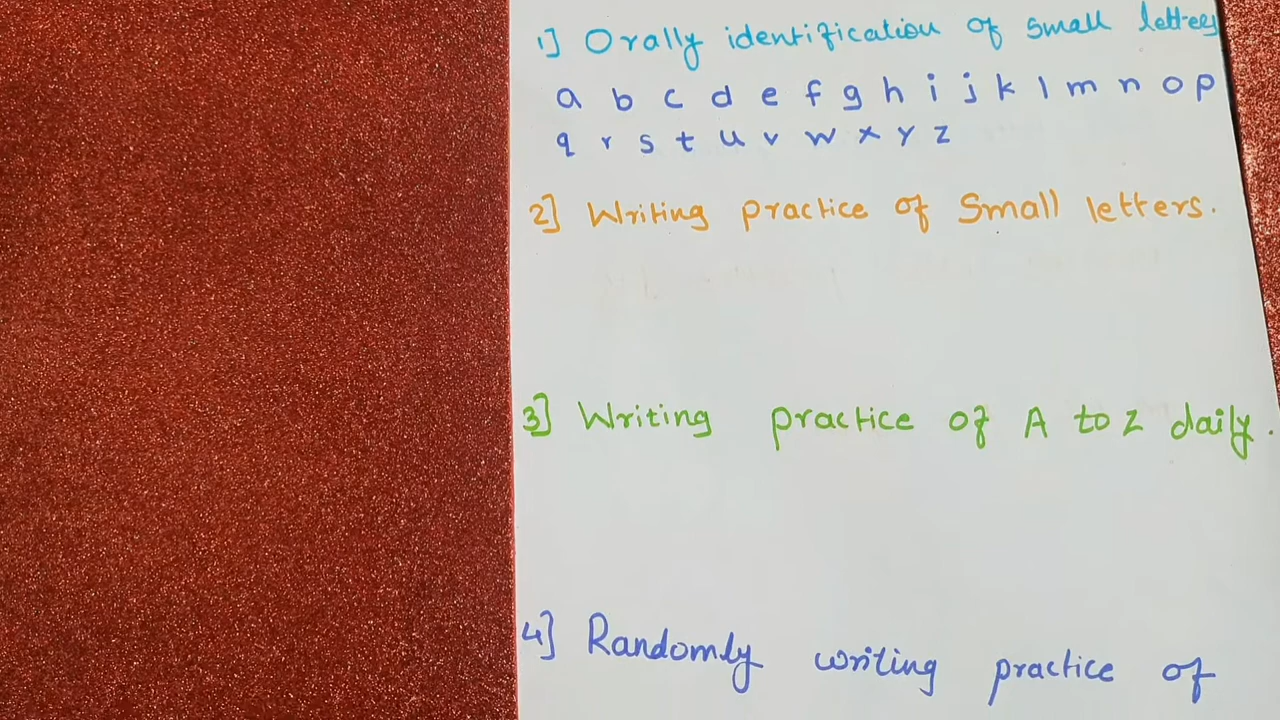 1] Orally identification of small letters
a b c d e f g h i j k l m n o p
q r s t u v w x y z
2] Writing practice of Small letters.
3] Writing practice of A to Z daily.
4] Randomly writing practice of